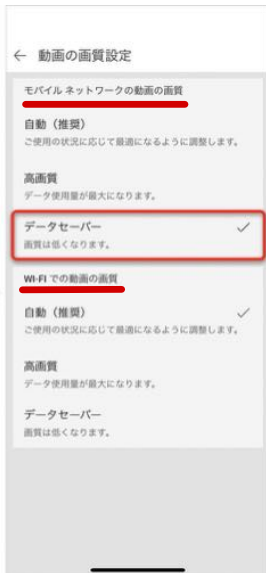 ← 動画の画質設定
モバイル ネットワークの動画の画質
自動（推奨）
ご使用の状況に応じて最適になるように調整します。
高画質
データ使用量が最大になります。
データセーバー
画質は低くなります。
WI-FI での動画の画質
自動（推奨）
ご使用の状況に応じて最適になるように調整します。
高画質
データ使用量が最大になります。
データセーバー
画質は低くなります。